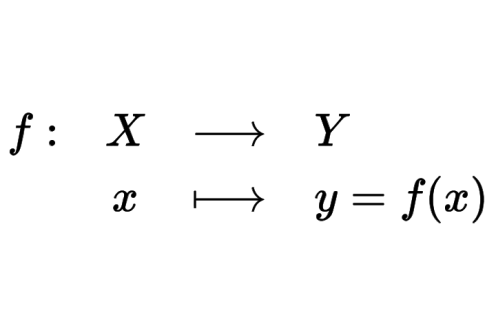 f : X ⟶ Y
x ⟼ y = f(x)